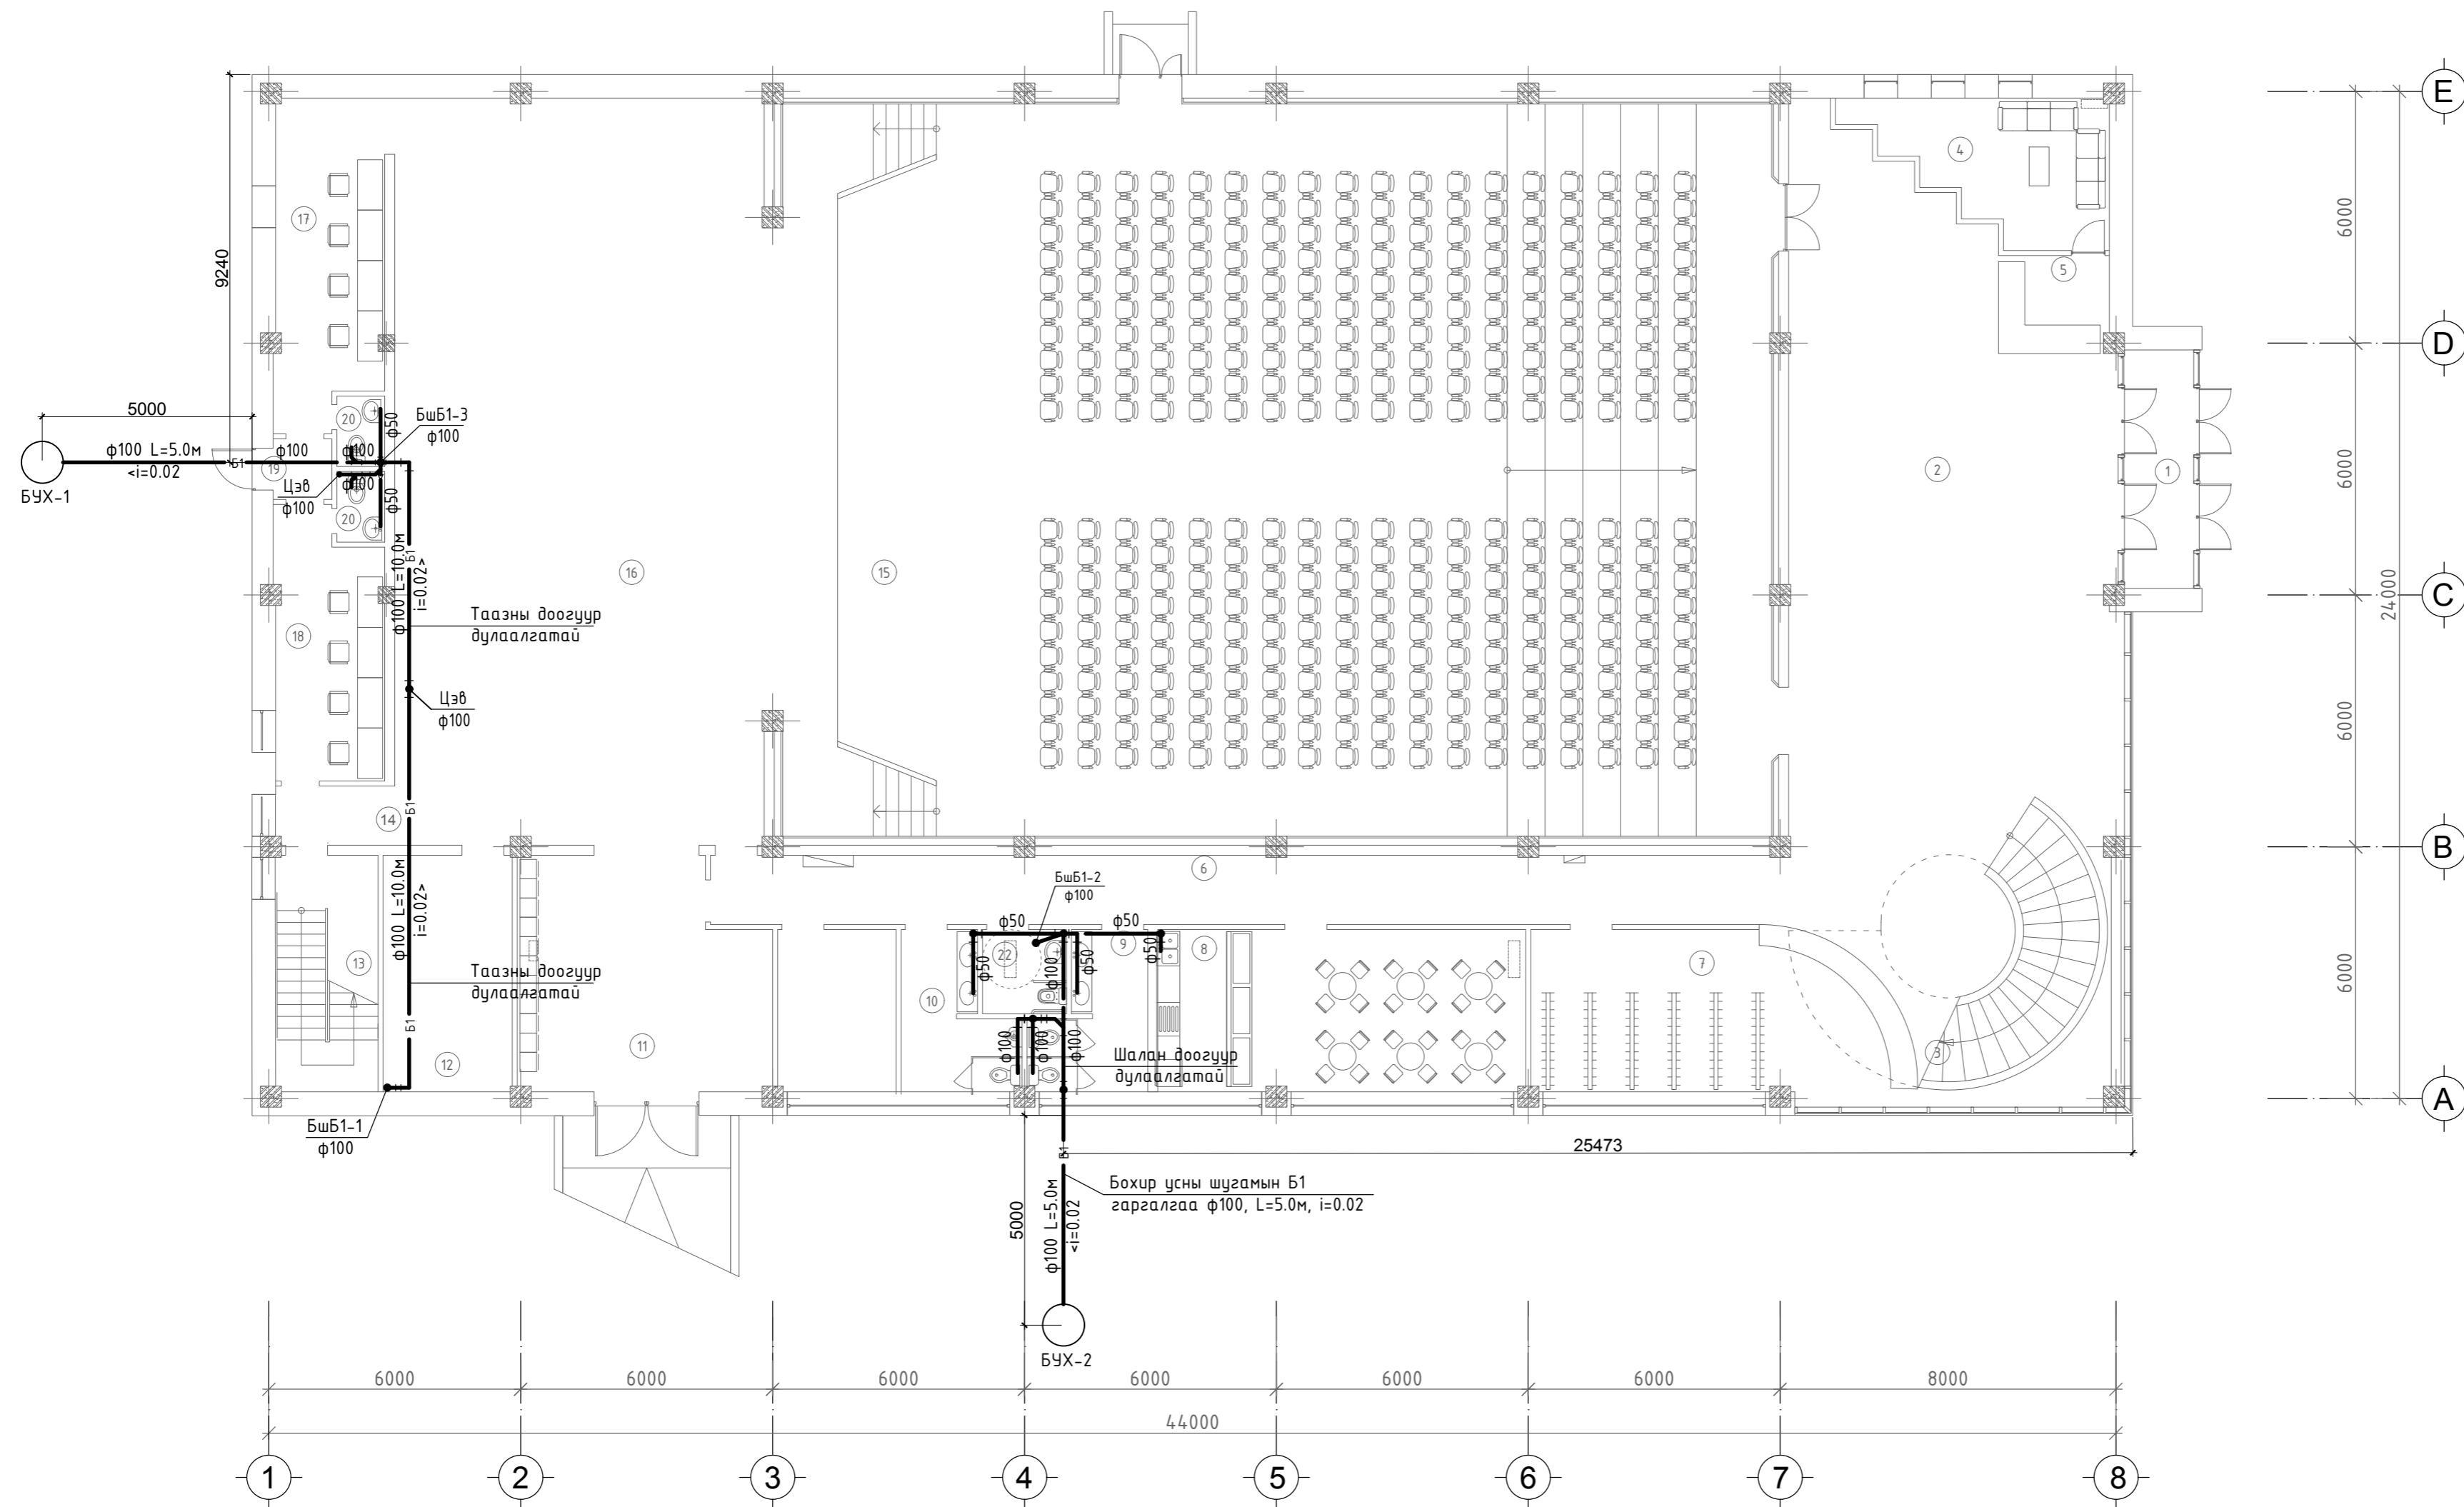 E
4
17
6000
9240
5
D
5000
20
ф50
БшБ1-3
ф100
ф100 L=5.0м
<i=0.02
Б1
ф100
ф100
19
2
1
6000
БУХ-1
Цэв
ф100
ф100
ф50
20
ф100 L=10.0м
i=0.02>
Б1
16
15
24000
C
18
Таазны доогуур
дулаалгатай
Цэв
ф100
6000
Б1
14
B
6
ф100 L=10.0м
i=0.02>
БшБ1-2
ф100
ф50
ф50
13
Таазны доогуур
дулаалгатай
22
9
8
7
ф50
ф100
ф50
ф50
6000
10
Б1
12
11
ф100
ф100
ф100
Шалан доогуур
дулаалгатай
3
A
БшБ1-1
ф100
25473
Б1
Бохир усны шугамын Б1
гаргалгаа ф100, L=5.0м, i=0.02
5000
ф100 L=5.0м
<i=0.02
БУХ-2
6000
6000
6000
6000
6000
6000
8000
44000
1
2
3
4
5
6
7
8